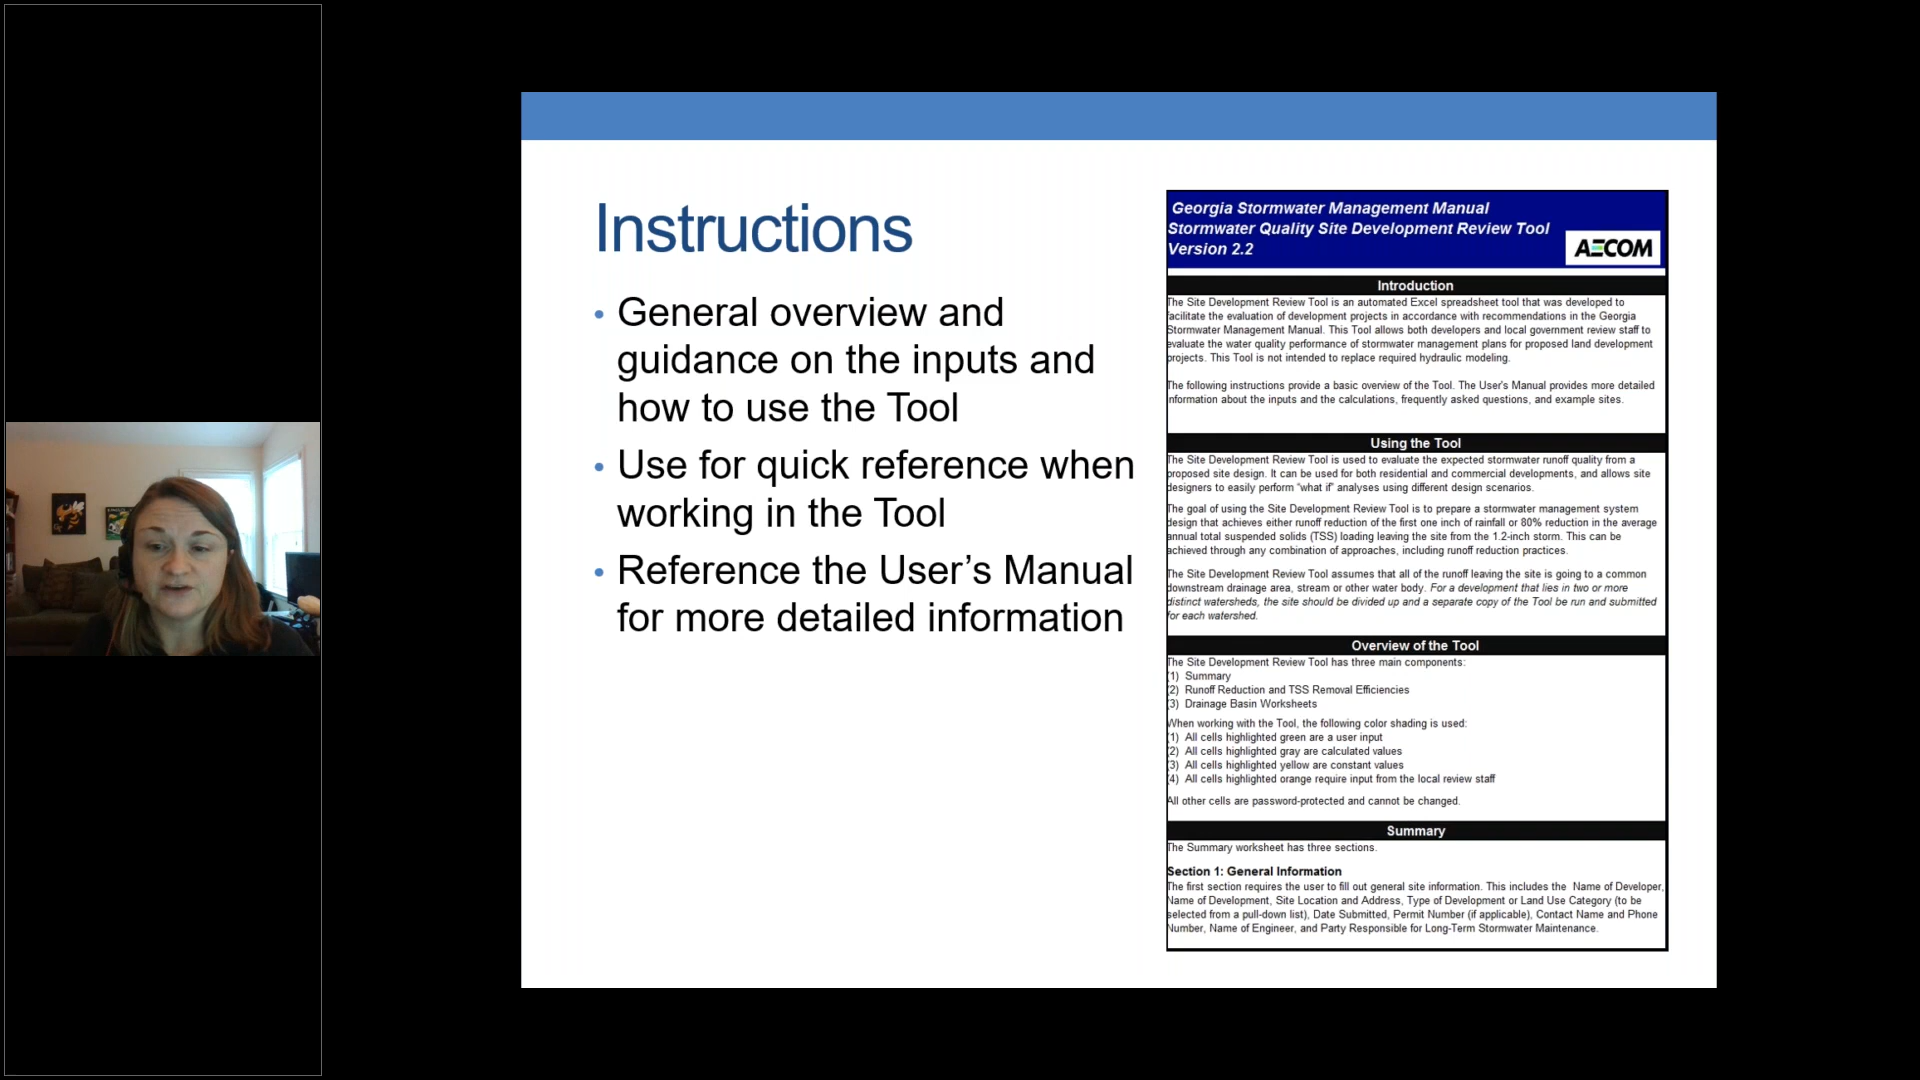 Instructions
• General overview and
guidance on the inputs and
how to use the Tool
• Use for quick reference when
working in the Tool
• Reference the User’s Manual
for more detailed information
Georgia Stormwater Management Manual
Stormwater Quality Site Development Review Tool
Version 2.2
AECOM
Introduction
The Site Development Review Tool is an automated Excel spreadsheet tool that was developed to
facilitate the evaluation of development projects in accordance with recommendations in the Georgia
Stormwater Management Manual. This Tool allows both developers and local government review staff to
evaluate the water quality performance of stormwater management plans for proposed land development
projects. This Tool is not intended to replace required hydraulic modeling.
The following instructions provide a basic overview of the Tool. The User's Manual provides more detailed
information about the inputs and the calculations, frequently asked questions, and example sites.
Using the Tool
The Site Development Review Tool is used to evaluate the expected stormwater runoff quality from a
proposed site design. It can be used for both residential and commercial developments, and allows site
designers to easily perform “what if” analyses using different design scenarios.
The goal of using the Site Development Review Tool is to prepare a stormwater management system
design that achieves either runoff reduction of the first one inch of rainfall or 80% reduction in the average
annual total suspended solids (TSS) loading leaving the site from the 1.2-inch storm. This can be
achieved through any combination of approaches, including runoff reduction practices.
The Site Development Review Tool assumes that all of the runoff leaving the site is going to a common
downstream drainage area, stream or other water body. For a development that lies in two or more
distinct watersheds, the site should be divided up and a separate copy of the Tool be run and submitted
for each watershed.
Overview of the Tool
The Site Development Review Tool has three main components:
(1) Summary
(2) Runoff Reduction and TSS Removal Efficiencies
(3) Drainage Basin Worksheets
When working with the Tool, the following color shading is used:
(1) All cells highlighted green are a user input
(2) All cells highlighted gray are calculated values
(3) All cells highlighted yellow are constant values
(4) All cells highlighted orange require input from the local review staff
All other cells are password-protected and cannot be changed.
Summary
The Summary worksheet has three sections.
Section 1: General Information
The first section requires the user to fill out general site information. This includes the Name of Developer,
Name of Development, Site Location and Address, Type of Development or Land Use Category (to be
selected from a pull-down list), Date Submitted, Permit Number (if applicable), Contact Name and Phone
Number, Name of Engineer, and Party Responsible for Long-Term Stormwater Maintenance.